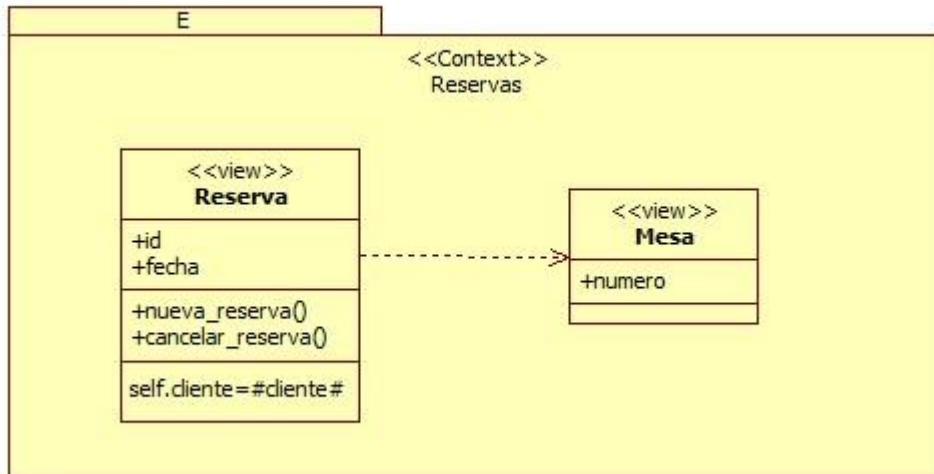 E
<<Context>>
Reservas
<<view>>
Reserva
+id
+fecha
+nueva_reserva()
+cancelar_reserva()
self.cliente=#cliente#
<<view>>
Mesa
+numero